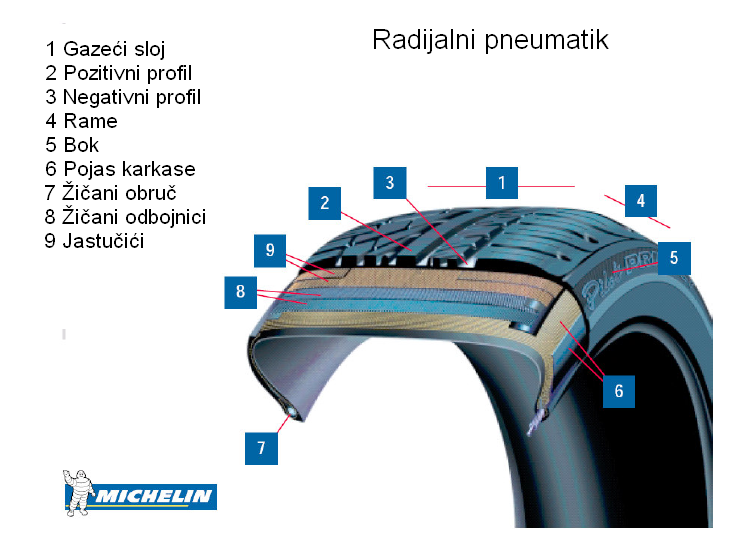 Radijalni pneumatik
1 Gazeći sloj
2 Pozitivni profil
3 Negativni profil
4 Rame
5 Bok
6 Pojas karkase
7 Žičani obruč
8 Žičani odbojnici
9 Jastučići
1
2
3
4
5
6
7
8
9
Pilot
MICHELIN